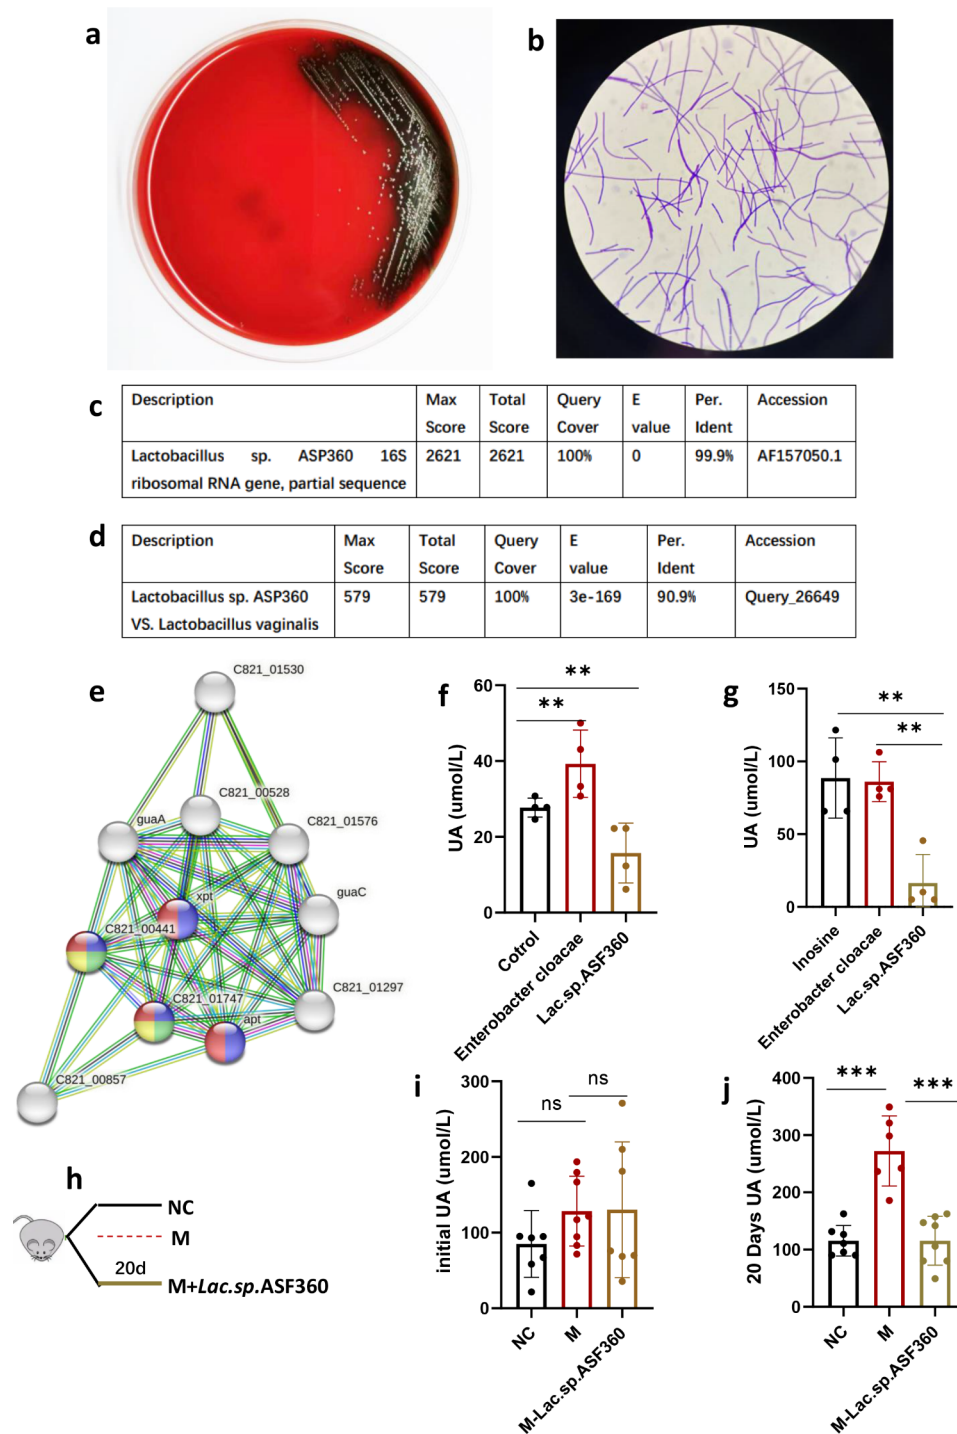 a
b
c
Description Max Score Total Score Query Cover E value Per. Ident Accession
Lactobacillus sp. ASP360 16S ribosomal RNA gene, partial sequence 2621 2621 100% 0 99.9% AF157050.1
d
Description Max Score Total Score Query Cover E value Per. Ident Accession
Lactobacillus sp. ASP360 VS. Lactobacillus vaginalis 579 579 100% 3e-169 90.9% Query_26649
e
C821_01530
C821_00528
guaA
C821_01576
xpt
guaC
C821_00441
C821_01747
C821_01297
apt
C821_00857
f
UA (umol/L)
60
40
20
0
**
**
Cotrol
Enterobacter cloacae
Lac.sp.ASF360
g
UA (umol/L)
150
100
50
0
**
**
Inosine
Enterobacter cloacae
Lac.sp.ASF360
h
NC
M
20d
M+Lac.sp.ASF360
i
initial UA (umol/L)
300
200
100
0
ns
ns
NC
M
M-Lac.sp.ASF360
j
20 Days UA (umol/L)
400
300
200
100
0
***
***
NC
M
M-Lac.sp.ASF360